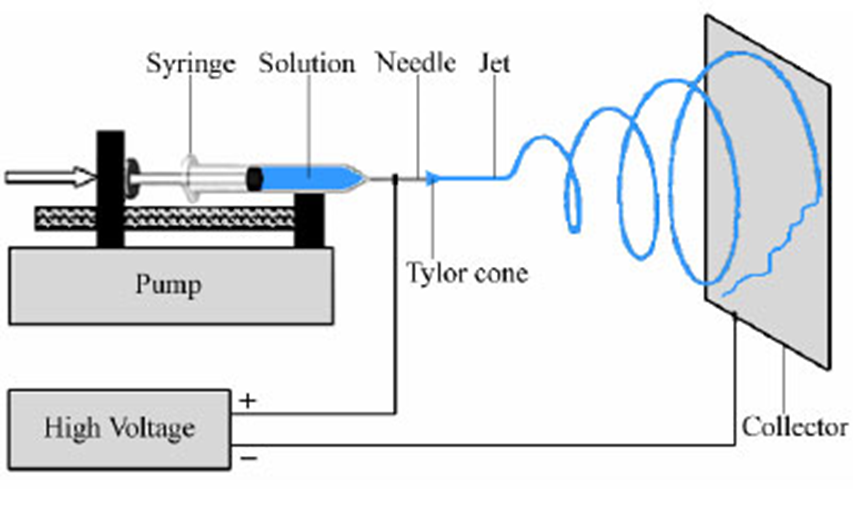 Syringe Solution Needle Jet
Tylor cone
Pump
+
High Voltage
−
Collector